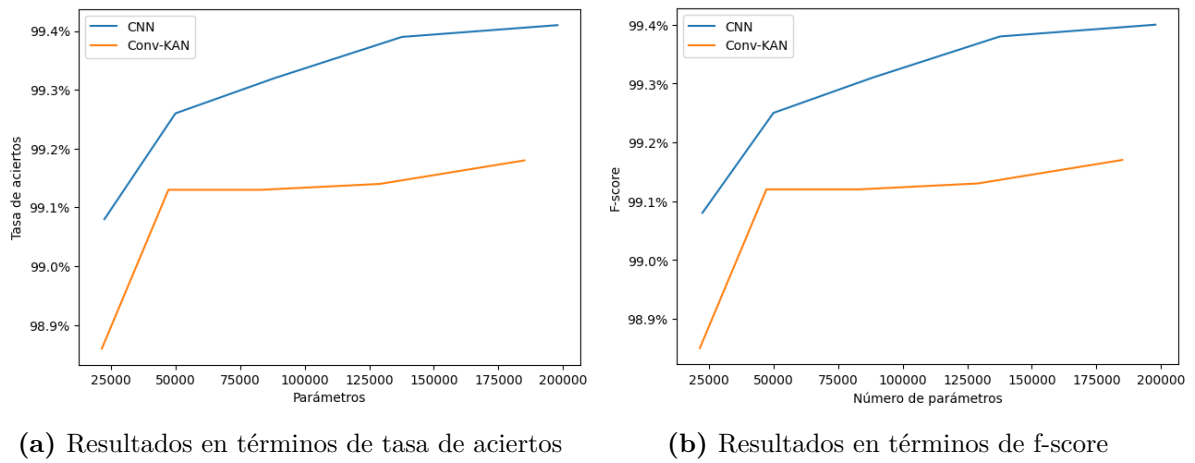 CNN
Conv-KAN
99.4%
99.3%
99.2%
99.1%
99.0%
98.9%
Tasa de aciertos
25000 50000 75000 100000 125000 150000 175000 200000
Parámetros
(a) Resultados en términos de tasa de aciertos
CNN
Conv-KAN
99.4%
99.3%
99.2%
99.1%
99.0%
98.9%
F-score
25000 50000 75000 100000 125000 150000 175000 200000
Número de parámetros
(b) Resultados en términos de f-score